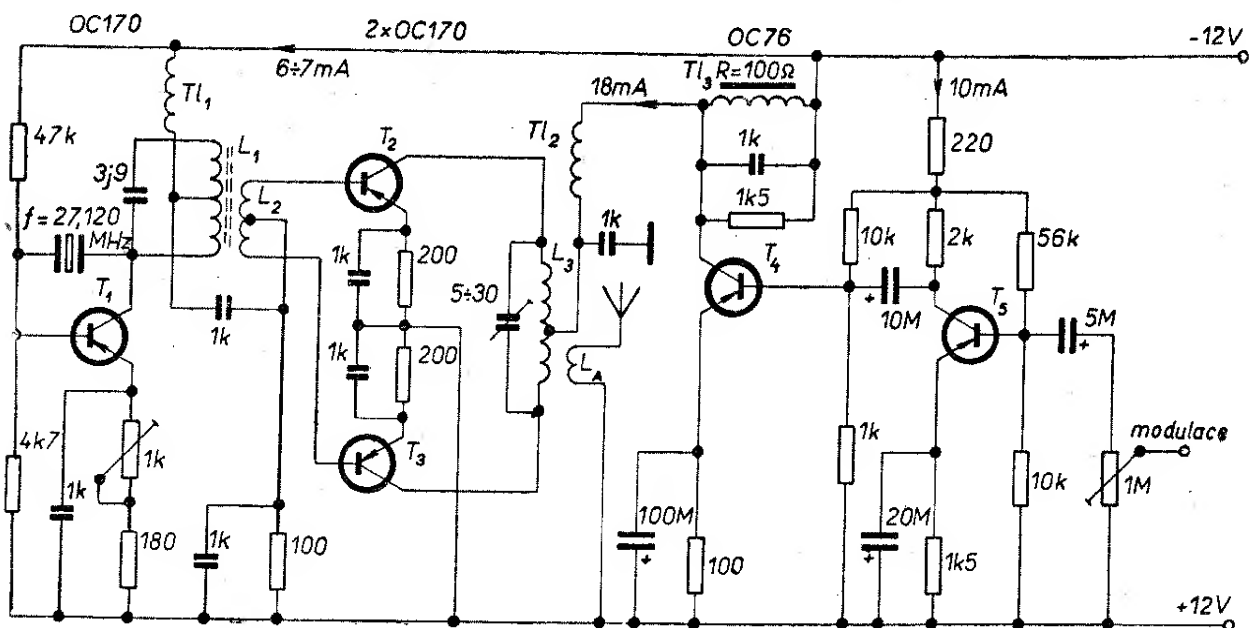 OC170
2×OC170
OC76
-12V
6÷7mA
Tl₃ R=100Ω
18mA
10mA
Tl₁
Tl₂
47k
3j9
L₁
L₂
T₂
1k
1k5
220
f=27,120
MHz
10k
2k
56k
T₁
1k
200
1k
5÷30
L₃
1k
T₄
+
10M
T₅
5M
+
1k
200
L_A
4k7
1k
1k
T₃
1k
modulace
1M
180
1k
100
100M
+
100
20M
+
1k5
10k
+12V